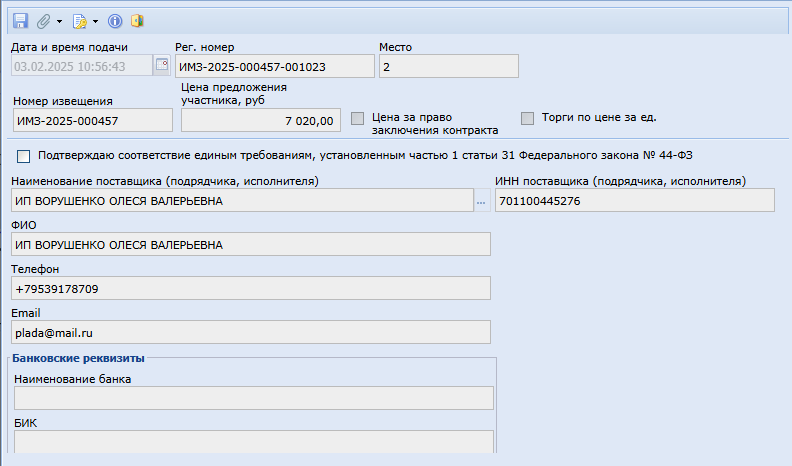 Дата и время подачи Рег. номер Место
03.02.2025 10:56:43 ИМЗ-2025-000457-001023 2
Цена предложения
Номер извещения участника, руб
ИМЗ-2025-000457 7 020,00 Цена за право Торги по цене за ед.
заключения контракта
Подтверждаю соответствие единым требованиям, установленным частью 1 статьи 31 Федерального закона № 44-ФЗ
Наименование поставщика (подрядчика, исполнителя) ИНН поставщика (подрядчика, исполнителя)
ИП ВОРУШЕНКО ОЛЕСЯ ВАЛЕРЬЕВНА ... 701100445276
ФИО
ИП ВОРУШЕНКО ОЛЕСЯ ВАЛЕРЬЕВНА
Телефон
+79539178709
Email
plada@mail.ru
Банковские реквизиты
Наименование банка
БИК